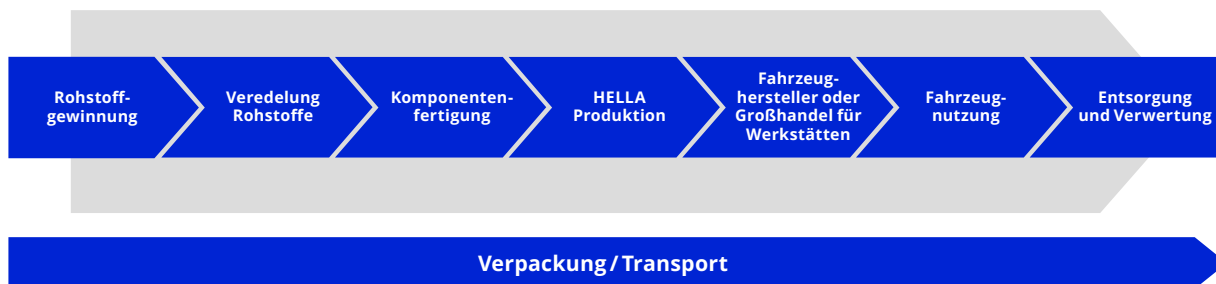 Rohstoff-
gewinnung
Veredelung
Rohstoffe
Komponenten-
fertigung
HELLA
Produktion
Fahrzeug-
hersteller oder
Großhandel für
Werkstätten
Fahrzeug-
nutzung
Entsorgung
und Verwertung
Verpackung / Transport